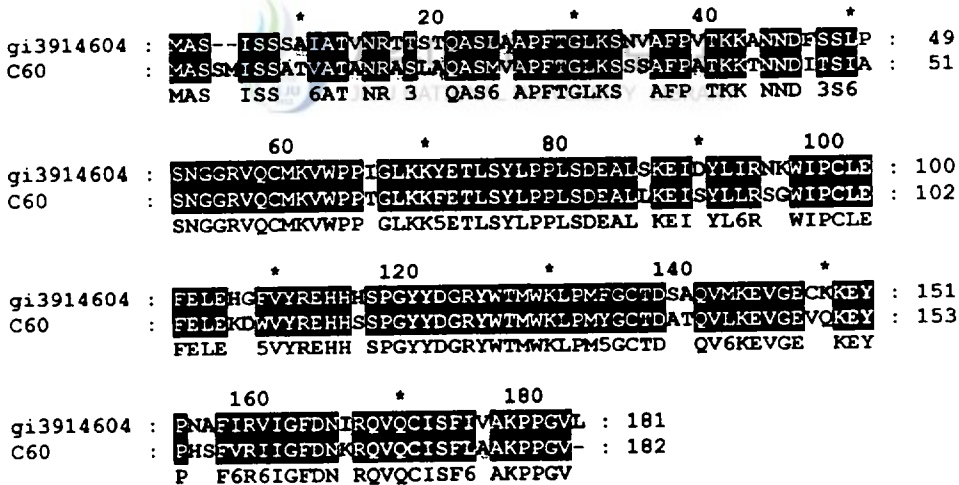 * 20 * 40 *
gi3914604 : MAS--ISSSAIATVNRTTSTQASLAAPFTGLKSNVAFPVTKKANNDFSSLP : 49
C60 : MASSMISSATVATANRASLAQASMVAPFTGLKSSSAFPATKKTNNDITSIA : 51
MAS ISS 6AT NR 3 QAS6 APFTGLKS AFP TKK NND 3S6
60 * 80 * 100
gi3914604 : SNGGRVQCMKVWPPIGLKKYETLSYLPPLSDEALSKEIDYLIRNKWIPCLE : 100
C60 : SNGGRVQCMKVWPPTGLKKFETLSYLPPLSDEALLKEISYLLRSGWIPCLE : 102
SNGGRVQCMKVWPP GLKK5ETLSYLPPLSDEAL KEI YL6R WIPCLE
* 120 * 140 *
gi3914604 : FELEHGFVYREHHHSPGYYDGRYWTMWKLPMFGCTDSAQVMKEVGECKKEY : 151
C60 : FELEKDWVYREHHSSPGYYDGRYWTMWKLPMYGCTDATQVLKEVGEVQKEY : 153
FELE 5VYREHH SPGYYDGRYWTMWKLPM5GCTD QV6KEVGE KEY
160 * 180
gi3914604 : PNAFIRVIGFDNIRQVQCISFIVAKPPGVL : 181
C60 : PHSFVRIIGFDNKRQVQCISFLAAKPPGV- : 182
P F6R6IGFDN RQVQCISF6 AKPPGV